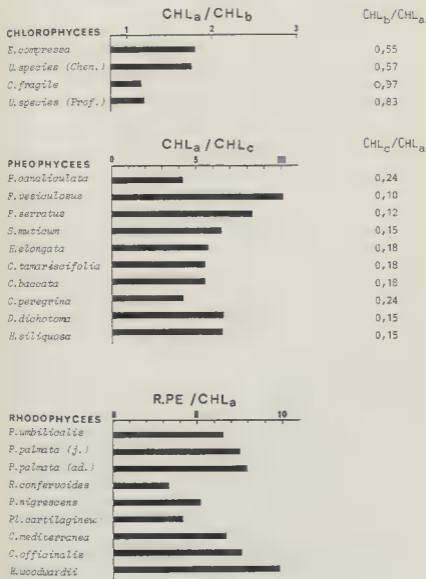 CHLa/CHLb CHLb/CHLa
CHLOROPHYCEES 1 2 3
E.compressa 0,55
U.species (Chen.) 0,57
C.fragile 0,97
U.species (Prof.) 0,83
CHLa/CHLc CHLc/CHLa
PHEOPHYCEES 0 5
P.canaliculata 0,24
F.vesiculosus 0,10
F.serratus 0,12
S.muticum 0,15
H.elongata 0,18
C.tamariscifolia 0,18
C.baccata 0,18
C.peregrina 0,24
D.dichotoma 0,15
H.siliquosa 0,15
R.PE/CHLa
RHODOPHYCEES 10
P.umbilicalis
P.palmata (j.)
P.palmata (ad.)
R.confervoides
P.nigrescens
Pl.cartilagineum
C.mediterranea
C.officinalis
H.woodwardii